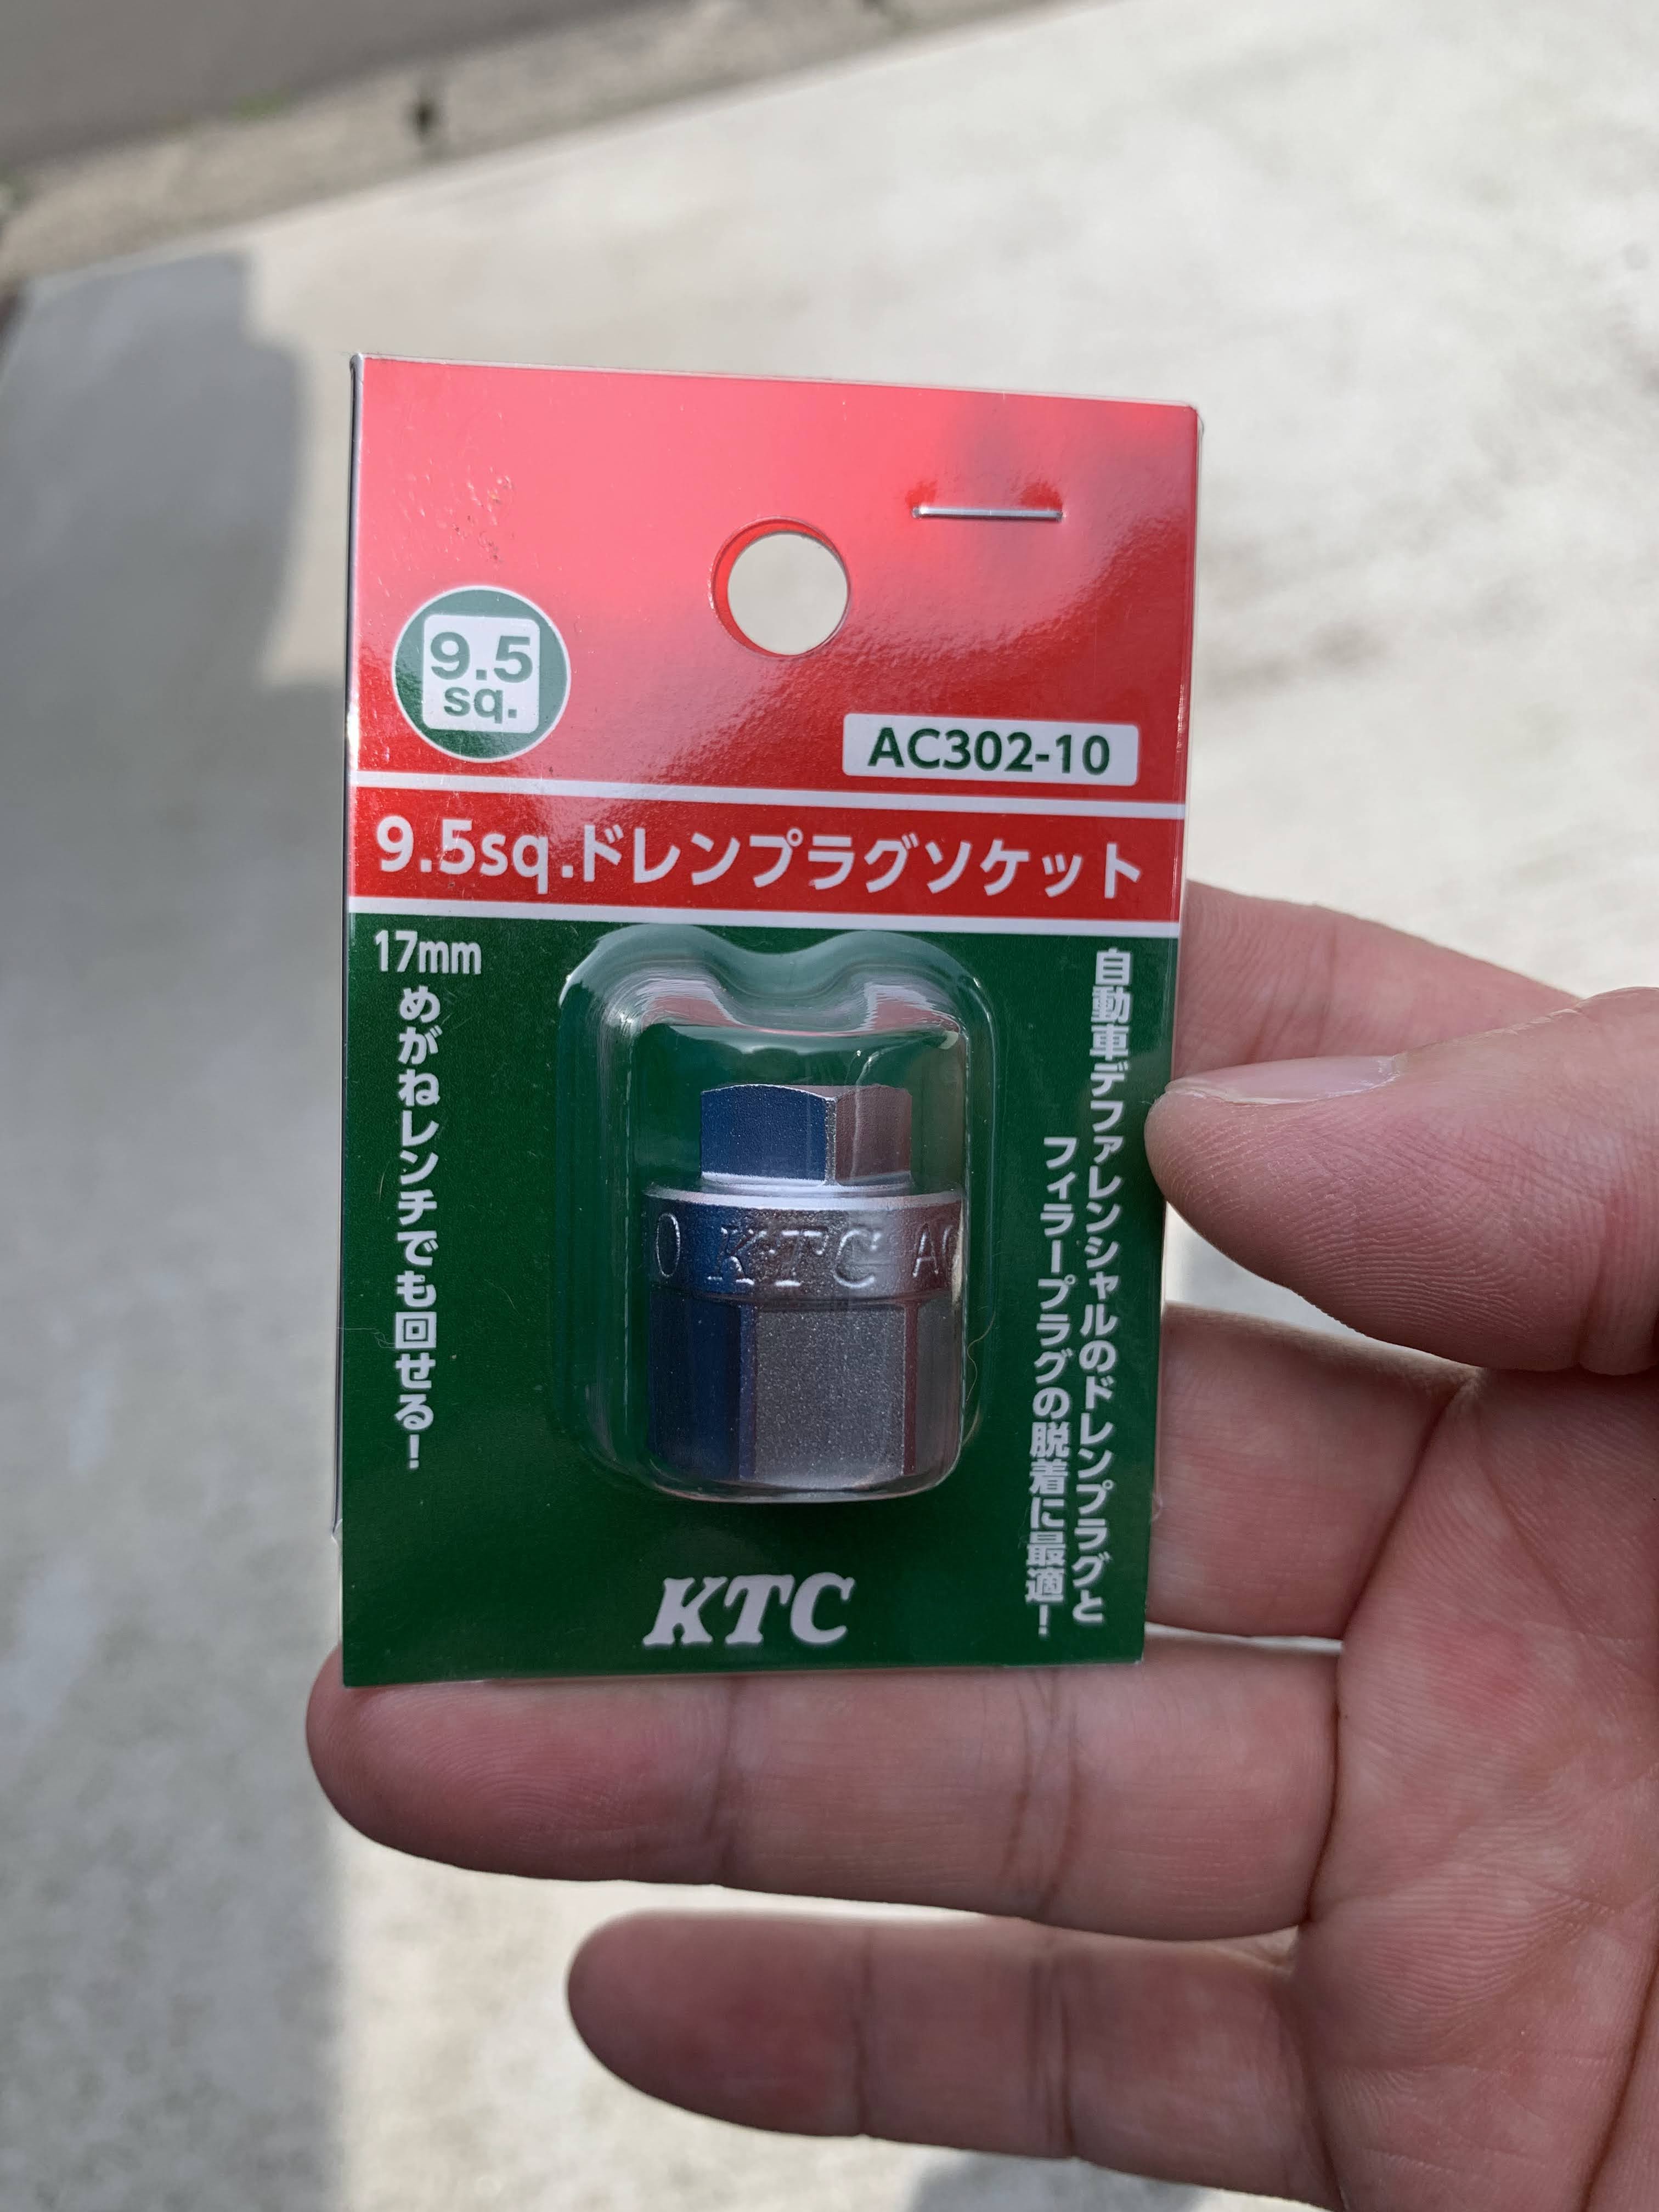 9.5
sq.
AC302-10
9.5sq.ドレンプラグソケット
自動車デファレンシャルのドレンプラグと
フィラープラグの脱着に最適！
17mm
めがねレンチでも回せる！
0 KTC AC
KTC